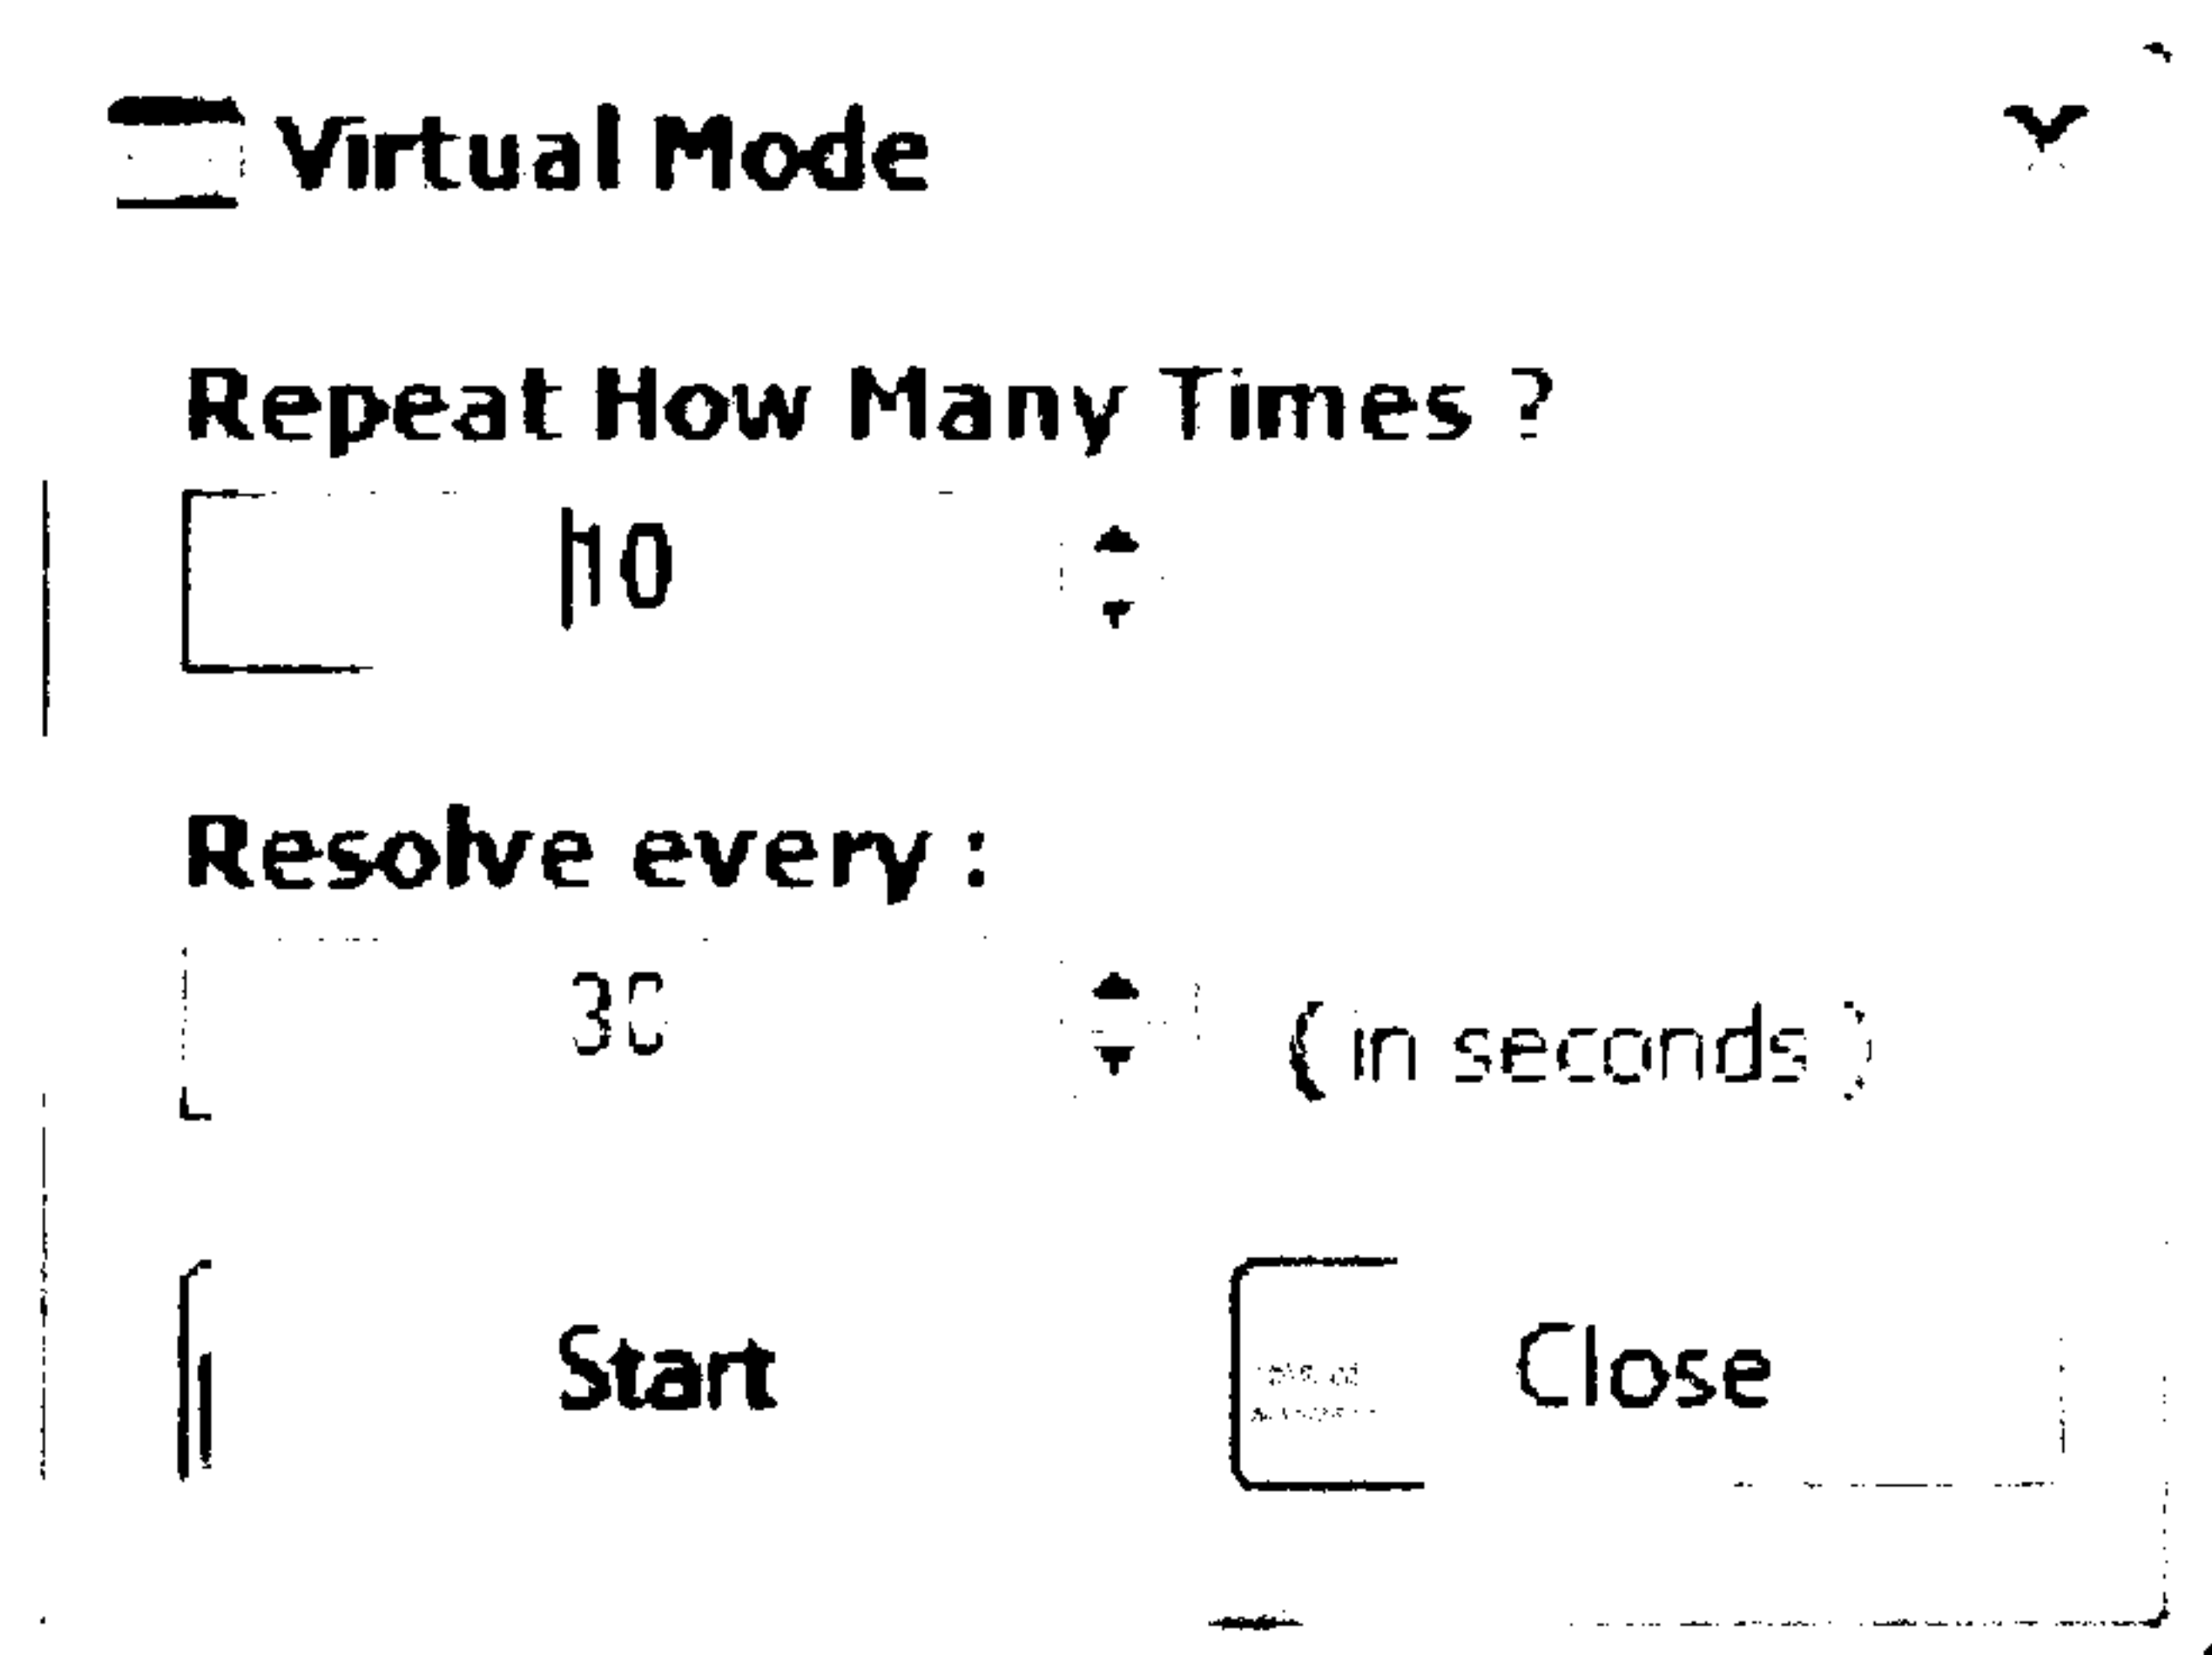 Virtual Mode
Repeat How Many Times ?
10
Resolve every :
30
( in seconds )
Start
Close